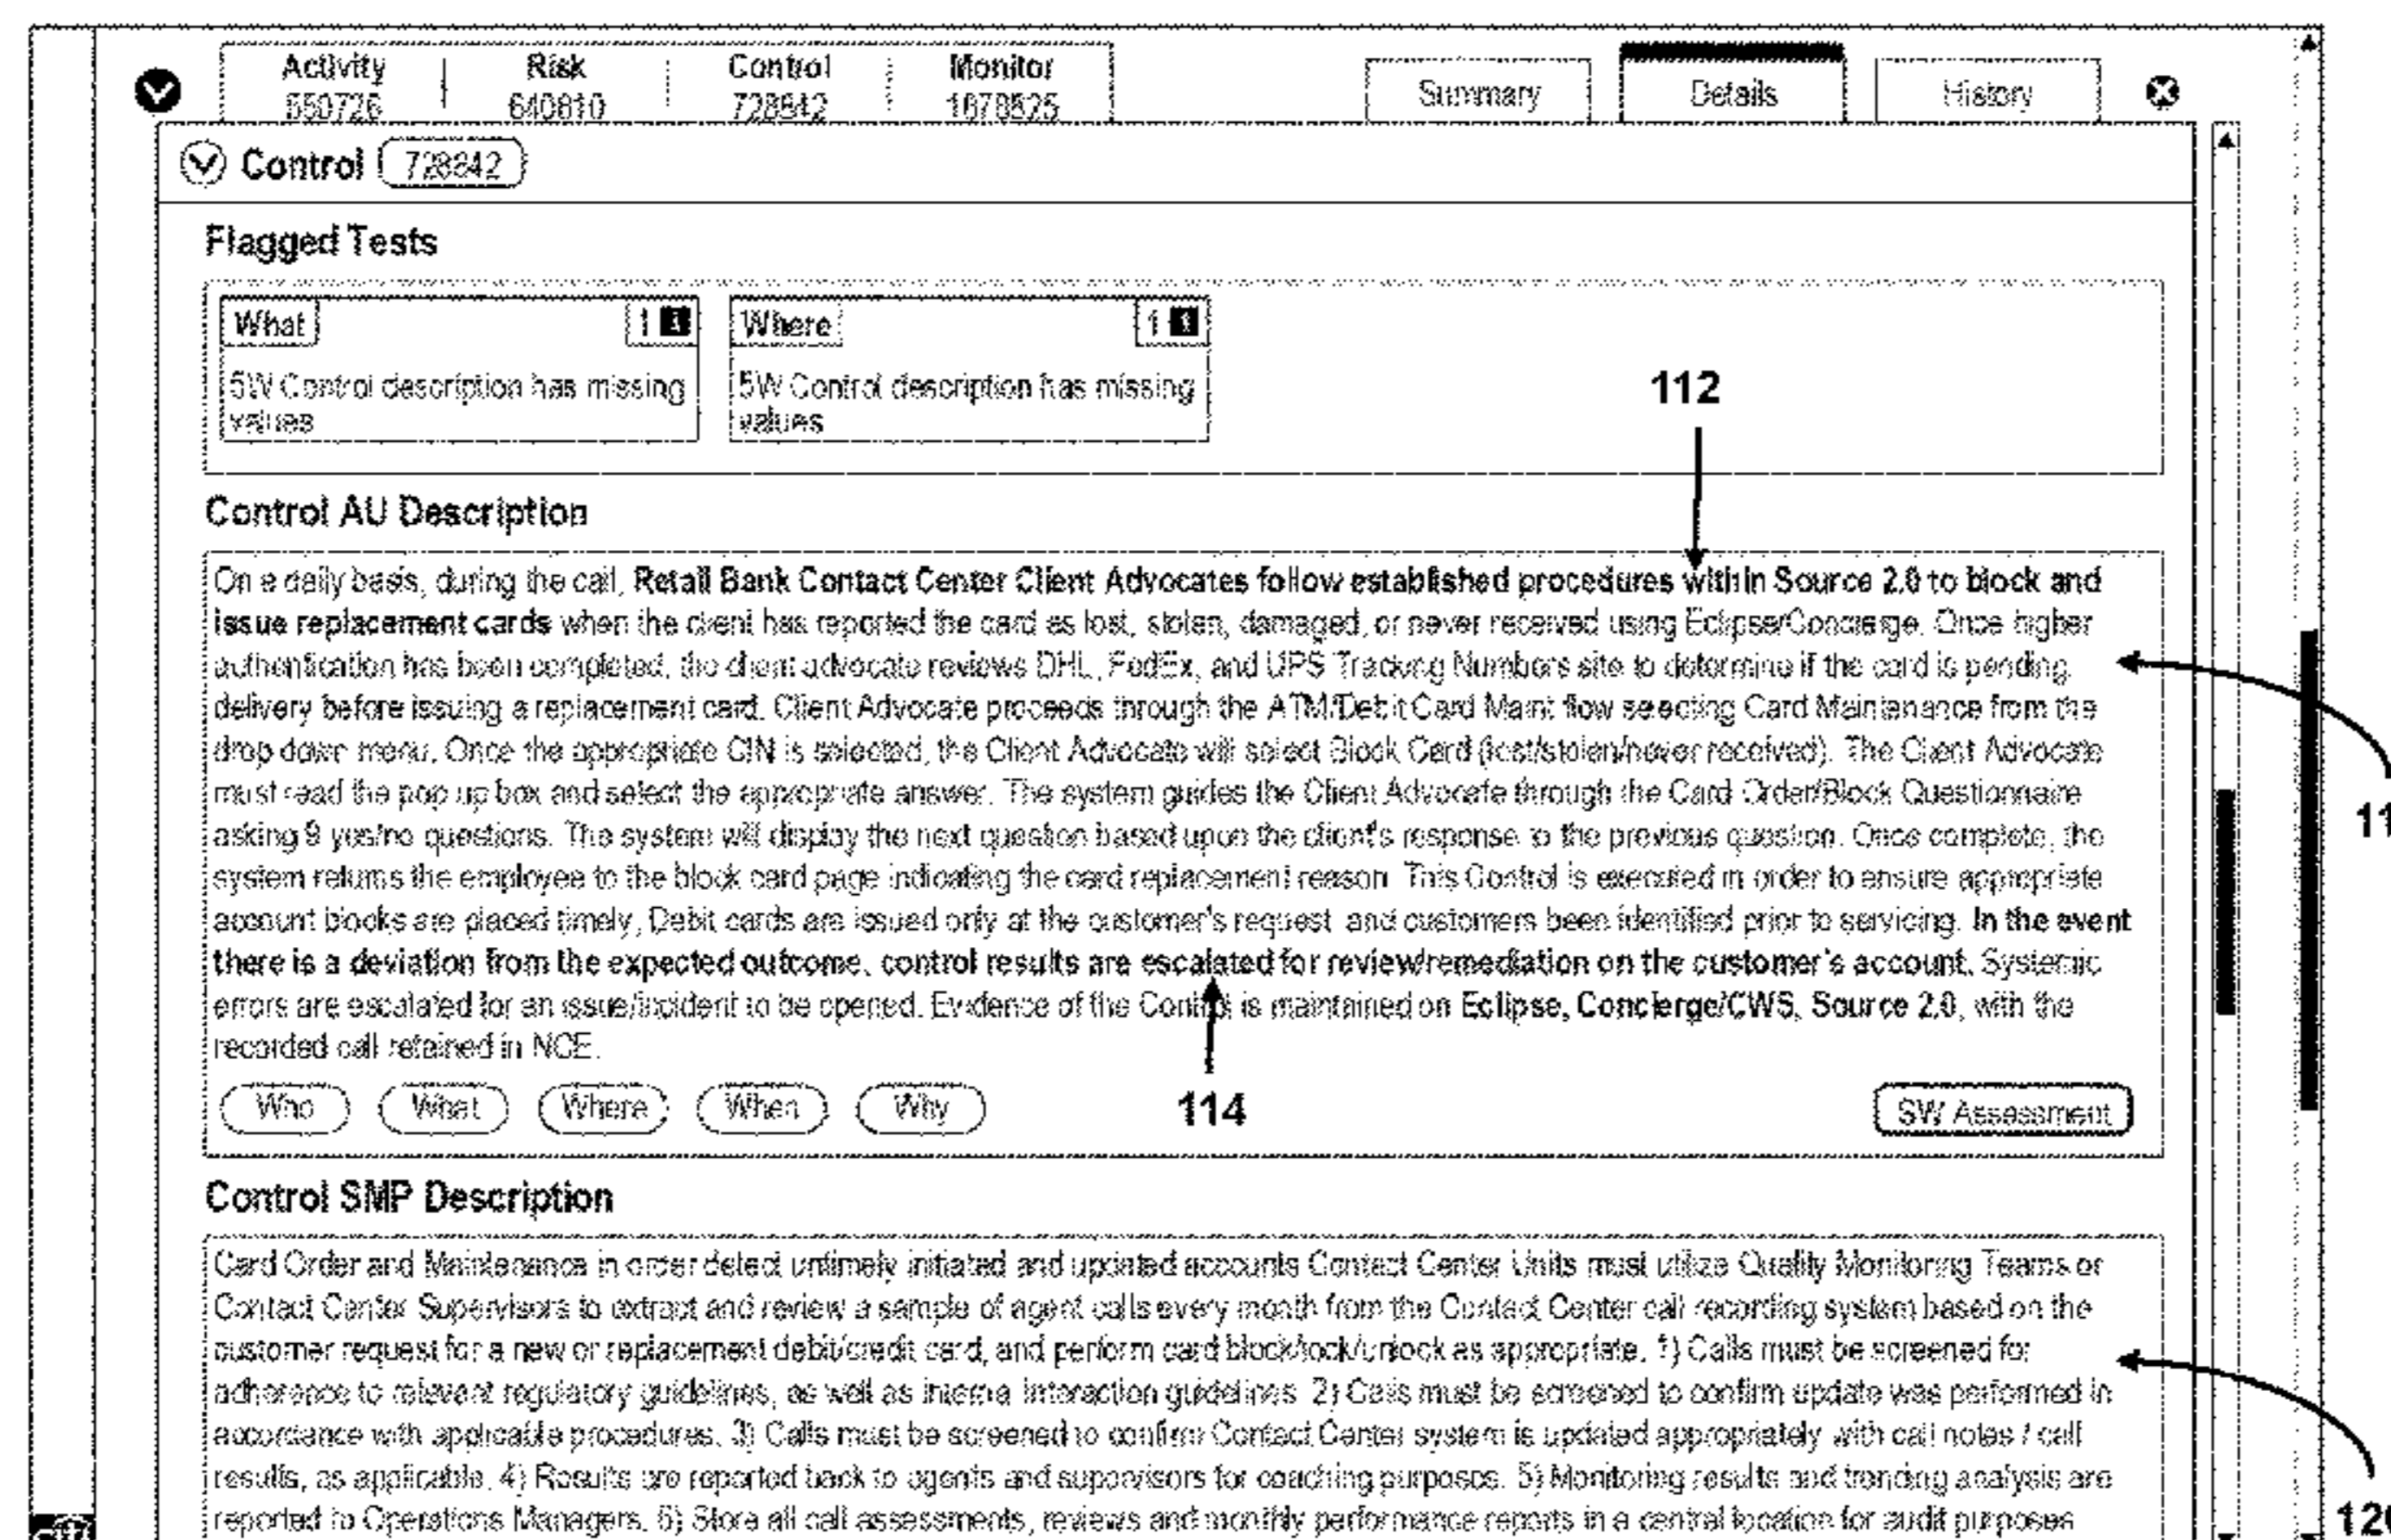 Activity Risk Control Monitor Summary Details History
550726 640810 728842 1678525
Control 728842
Flagged Tests
What 1 i Where 1 i
5W Control description has missing values
5W Control description has missing values
112
Control AU Description
On a daily basis, during the call, Retail Bank Contact Center Client Advocates follow established procedures within Source 2.0 to block and
issue replacement cards when the client has reported the card as lost, stolen, damaged, or never received using Eclipse/Concierge. Once higher
authentication has been completed, the client advocate reviews DHL, FedEx, and UPS Tracking Numbers site to determine if the card is pending
delivery before issuing a replacement card. Client Advocate proceeds through the ATM/Debit Card Maint flow selecting Card Maintenance from the
drop down menu. Once the appropriate CIN is selected, the Client Advocate will select Block Card (lost/stolen/never received). The Client Advocate
must read the pop up box and select the appropriate answer. The system guides the Client Advocate through the Card Order/Block Questionnaire
asking 9 yes/no questions. The system will display the next question based upon the client's response to the previous question. Once complete, the
system returns the employee to the block card page indicating the card replacement reason. This Control is executed in order to ensure appropriate
account blocks are placed timely, Debit cards are issued only at the customer's request and customers been identified prior to servicing. In the event
there is a deviation from the expected outcome, control results are escalated for review/remediation on the customer's account. Systemic
errors are escalated for an issue/incident to be opened. Evidence of the Control is maintained on Eclipse, Concierge/CWS, Source 2.0, with the
recorded call retained in NCE.
Who What Where When Why 114 5W Assessment
Control SMP Description
Card Order and Maintenance in order detect untimely initiated and updated accounts Contact Center Units must utilize Quality Monitoring Teams or
Contact Center Supervisors to extract and review a sample of agent calls every month from the Contact Center call recording system based on the
customer request for a new or replacement debit/credit card, and perform card block/lock/unlock as appropriate. 1) Calls must be screened for
adherence to relevant regulatory guidelines, as well as internal interaction guidelines 2) Calls must be screened to confirm update was performed in
accordance with applicable procedures. 3) Calls must be screened to confirm Contact Center system is updated appropriately with call notes / call
results, as applicable. 4) Results are reported back to agents and supervisors for coaching purposes. 5) Monitoring results and trending analysis are
reported to Operations Managers. 6) Store all call assessments, reviews and monthly performance reports in a central location for audit purposes